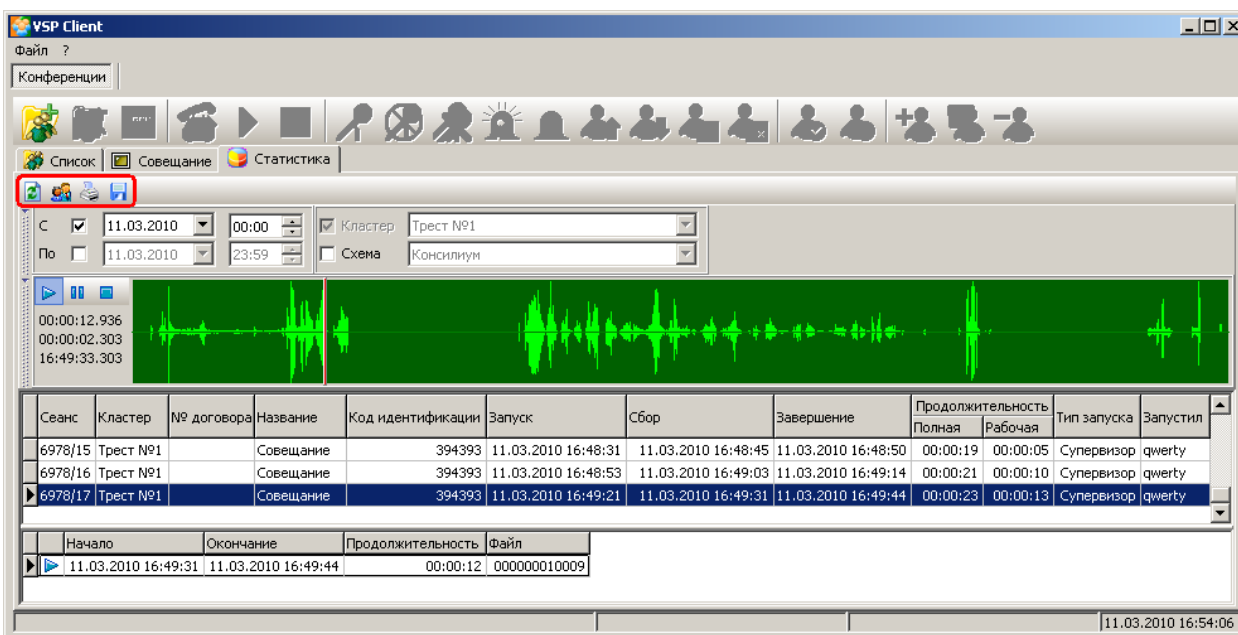 VSP Client
Файл ?
Конференции
Список Совещание Статистика
С 11.03.2010 00:00 Кластер Трест №1
По 11.03.2010 23:59 Схема Консилиум
00:00:12.936
00:00:02.303
16:49:33.303
Сеанс Кластер № договора Название Код идентификации Запуск Сбор Завершение Продолжительность Тип запуска Запустил
Полная Рабочая
6978/15 Трест №1 Совещание 394393 11.03.2010 16:48:31 11.03.2010 16:48:45 11.03.2010 16:48:50 00:00:19 00:00:05 Супервизор qwerty
6978/16 Трест №1 Совещание 394393 11.03.2010 16:48:53 11.03.2010 16:49:03 11.03.2010 16:49:14 00:00:21 00:00:10 Супервизор qwerty
6978/17 Трест №1 Совещание 394393 11.03.2010 16:49:21 11.03.2010 16:49:31 11.03.2010 16:49:44 00:00:23 00:00:13 Супервизор qwerty
Начало Окончание Продолжительность Файл
11.03.2010 16:49:31 11.03.2010 16:49:44 00:00:12 000000010009
11.03.2010 16:54:06